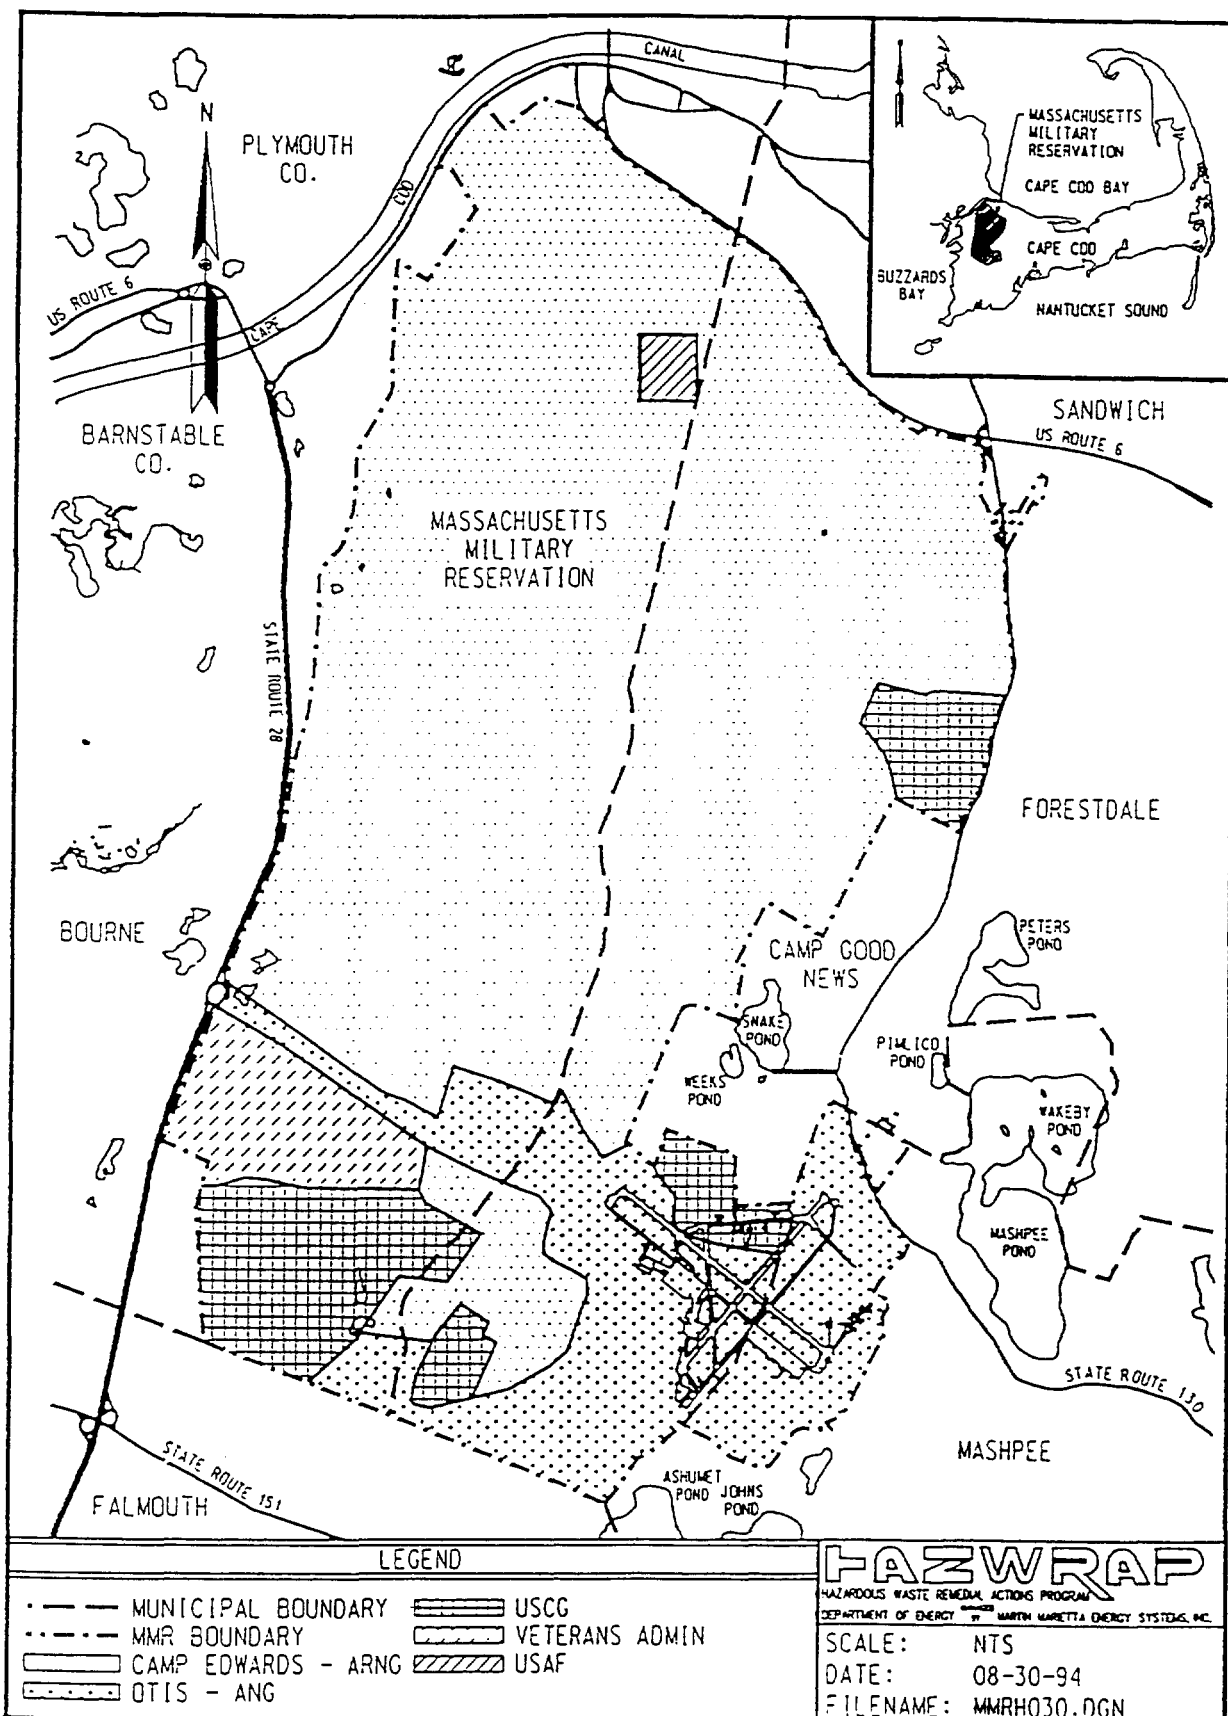 CANAL
N
PLYMOUTH
CO.
COD
MASSACHUSETTS
MILITARY
RESERVATION
CAPE COD BAY
CAPE COD
BUZZARDS
BAY
NANTUCKET SOUND
US ROUTE 6
CAPE
SANDWICH
US ROUTE 6
BARNSTABLE
CO.
MASSACHUSETTS
MILITARY
RESERVATION
STATE ROUTE 28
FORESTDALE
BOURNE
PETERS
POND
CAMP GOOD
NEWS
SNAKE
POND
PIMLICO
POND
WEEKS
POND
WAKEBY
POND
MASHPEE
POND
STATE ROUTE 130
MASHPEE
STATE ROUTE 151
ASHUMET
POND
JOHNS
POND
FALMOUTH
LEGEND
MUNICIPAL BOUNDARY
MMR BOUNDARY
CAMP EDWARDS - ARNG
OTIS - ANG
USCG
VETERANS ADMIN
USAF
HAZWRAP
HAZARDOUS WASTE REMEDIAL ACTIONS PROGRAM
DEPARTMENT OF ENERGY BY MARTIN MARIETTA ENERGY SYSTEMS, INC.
SCALE: NTS
DATE: 08-30-94
FILENAME: MMRH030.DGN